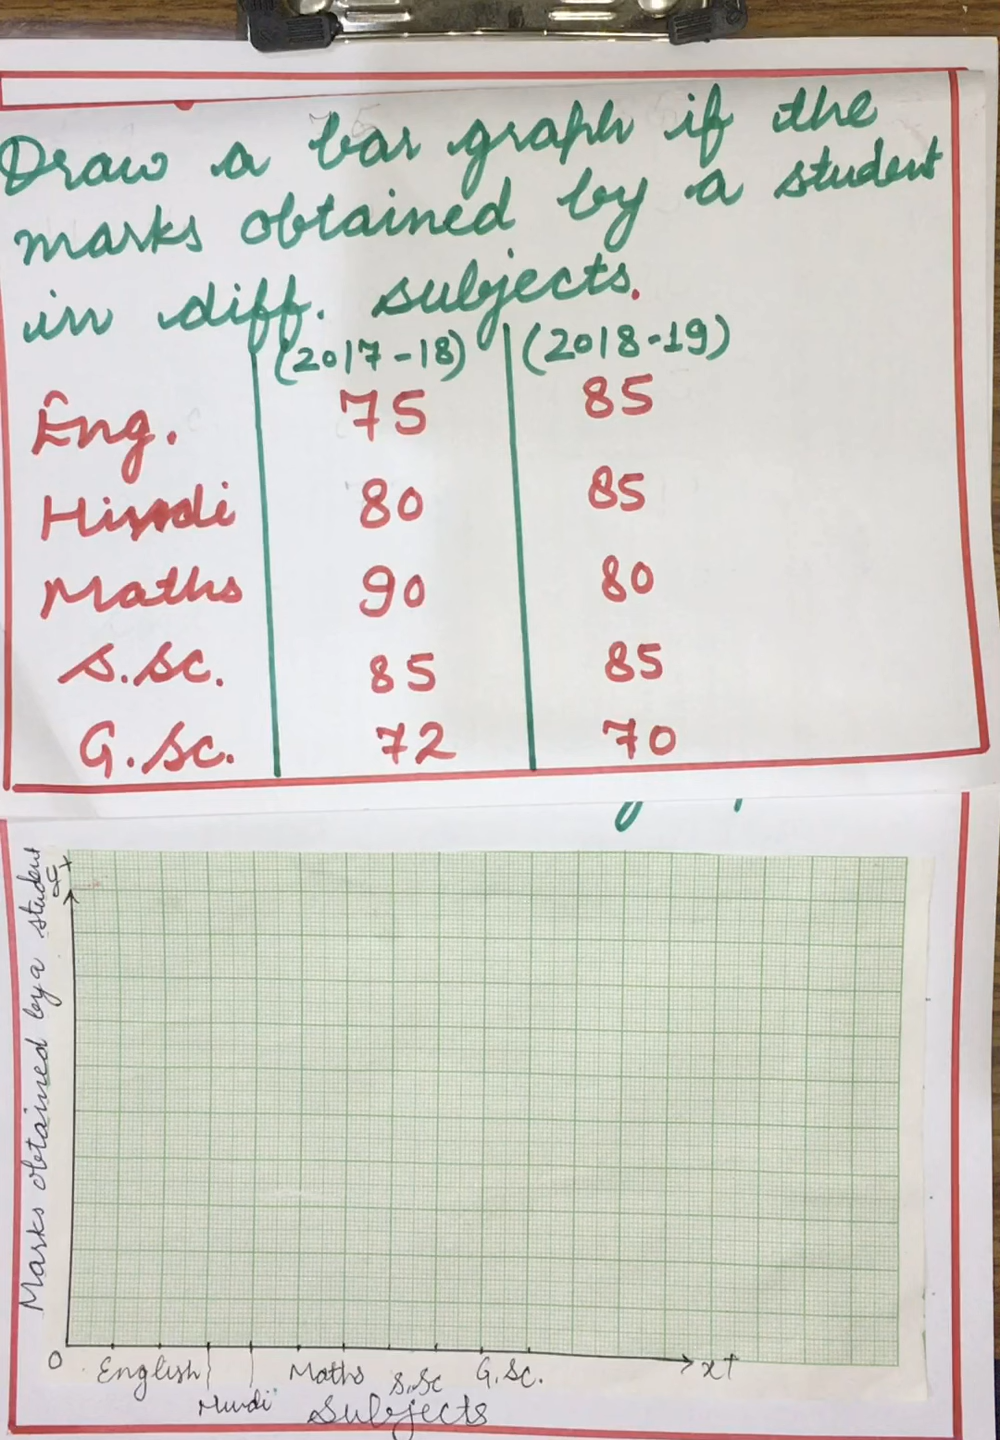 Draw a bar graph if the
marks obtained by a student
in diff. subjects.
(2017-18) (2018-19)
Eng. 75 85
Hindi 80 85
Maths 90 80
S.Sc. 85 85
G.Sc. 72 70
Marks obtained by a student
0
English Maths S.Sc G.Sc. x+
Hindi Subjects